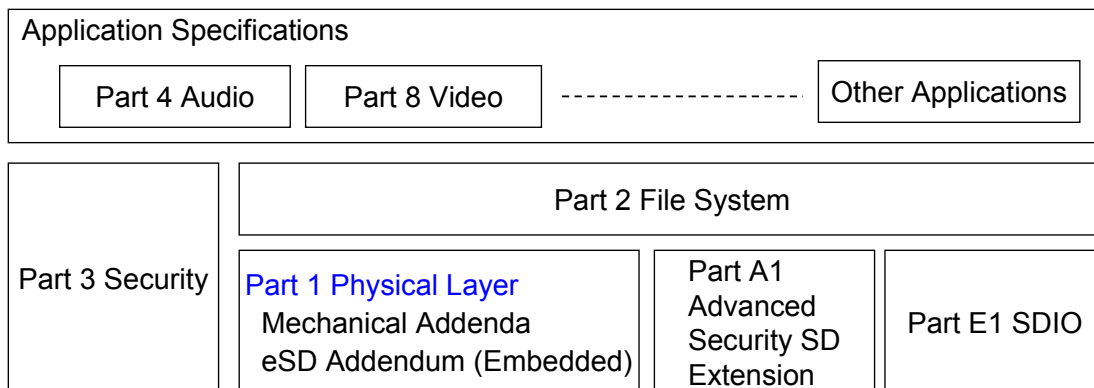 Application Specifications
Part 4 Audio
Part 8 Video
Other Applications
Part 3 Security
Part 2 File System
Part 1 Physical Layer
Mechanical Addenda
eSD Addendum (Embedded)
Part A1
Advanced
Security SD
Extension
Part E1 SDIO